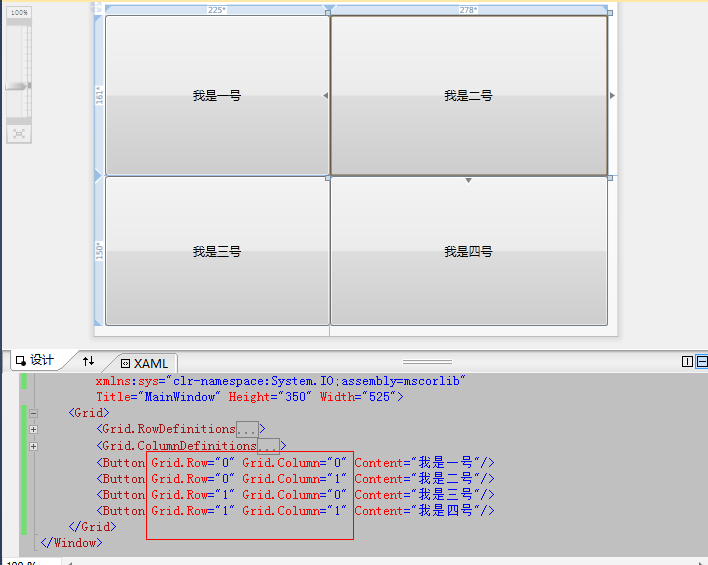 100%
225*
278*
161*
我是一号
我是二号
150*
我是三号
我是四号
设计
XAML
xmlns:sys="clr-namespace:System.IO;assembly=mscorlib"
Title="MainWindow" Height="350" Width="525">
<Grid>
<Grid.RowDefinitions...>
<Grid.ColumnDefinitions...>
<Button Grid.Row="0" Grid.Column="0" Content="我是一号"/>
<Button Grid.Row="0" Grid.Column="1" Content="我是二号"/>
<Button Grid.Row="1" Grid.Column="0" Content="我是三号"/>
<Button Grid.Row="1" Grid.Column="1" Content="我是四号"/>
</Grid>
</Window>
100 %